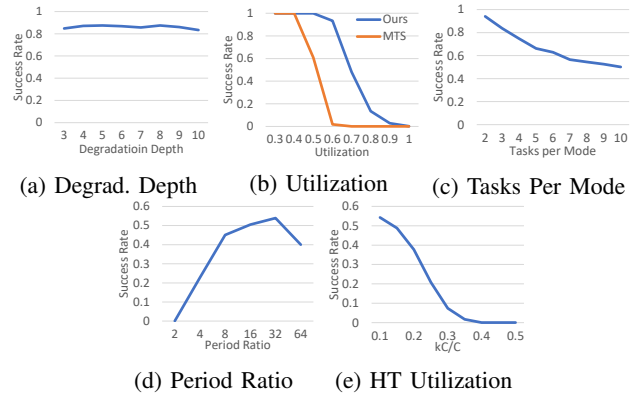 Success Rate
1
0.8
0.6
0.4
0.2
0
3 4 5 6 7 8 9 10
Degradatioin Depth
(a) Degrad. Depth
Success Rate
1
0.8
0.6
0.4
0.2
0
Ours
MTS
0.3 0.4 0.5 0.6 0.7 0.8 0.9 1
Utilization
(b) Utilization
Success Rate
1
0.8
0.6
0.4
0.2
0
2 3 4 5 6 7 8 9 10
Tasks per Mode
(c) Tasks Per Mode
Success Rate
0.6
0.5
0.4
0.3
0.2
0.1
0
2 4 8 16 32 64
Period Ratio
(d) Period Ratio
Success Rate
0.6
0.5
0.4
0.3
0.2
0.1
0
0.1 0.2 0.3 0.4 0.5
kC/C
(e) HT Utilization